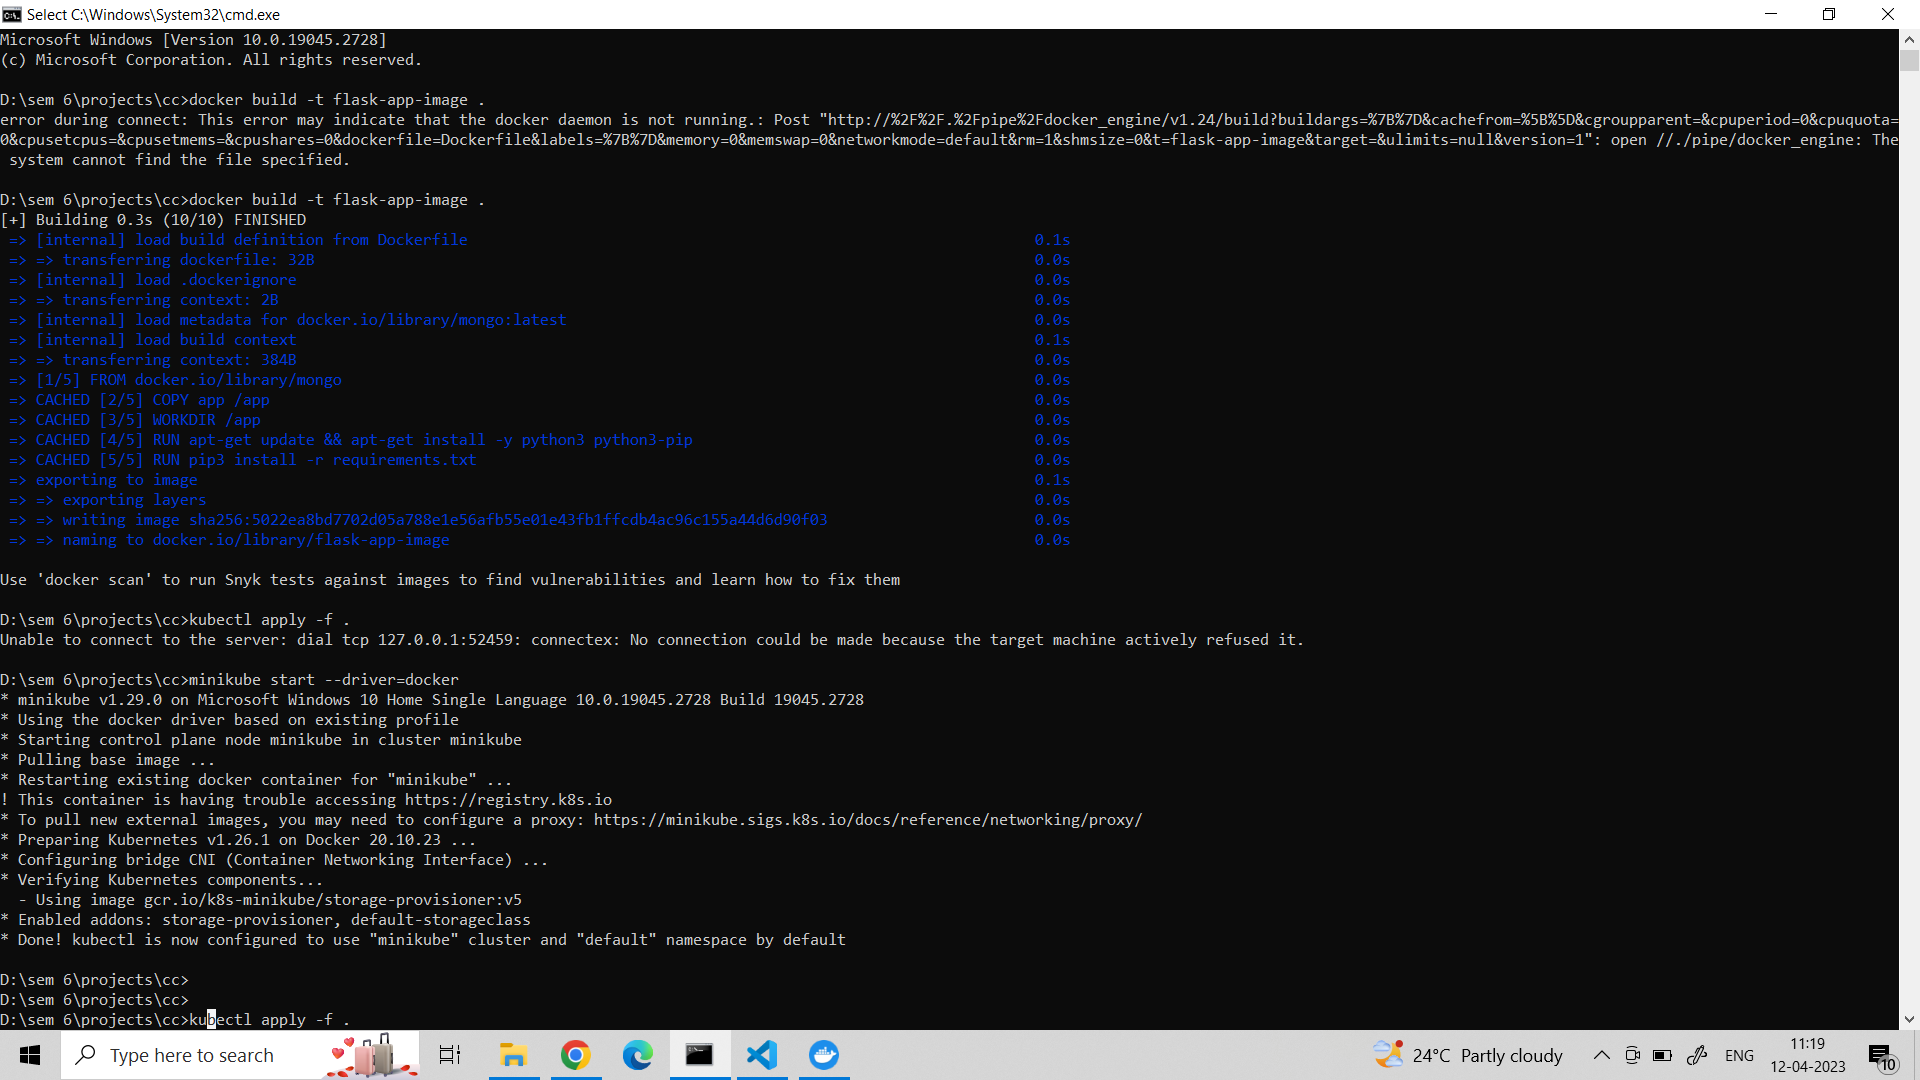 Select C:\Windows\System32\cmd.exe
Microsoft Windows [Version 10.0.19045.2728]
(c) Microsoft Corporation. All rights reserved.
D:\sem 6\projects\cc>docker build -t flask-app-image .
error during connect: This error may indicate that the docker daemon is not running.: Post "http://%2F%2F.%2Fpipe%2Fdocker_engine/v1.24/build?buildargs=%7B%7D&cachefrom=%5B%5D&cgroupparent=&cpuperiod=0&cpuquota=
0&cpusetcpus=&cpusetmems=&cpushares=0&dockerfile=Dockerfile&labels=%7B%7D&memory=0&memswap=0&networkmode=default&rm=1&shmsize=0&t=flask-app-image&target=&ulimits=null&version=1": open //./pipe/docker_engine: The
system cannot find the file specified.
D:\sem 6\projects\cc>docker build -t flask-app-image .
[+] Building 0.3s (10/10) FINISHED
=> [internal] load build definition from Dockerfile 0.1s
=> => transferring dockerfile: 32B 0.0s
=> [internal] load .dockerignore 0.0s
=> => transferring context: 2B 0.0s
=> [internal] load metadata for docker.io/library/mongo:latest 0.0s
=> [internal] load build context 0.1s
=> => transferring context: 384B 0.0s
=> [1/5] FROM docker.io/library/mongo 0.0s
=> CACHED [2/5] COPY app /app 0.0s
=> CACHED [3/5] WORKDIR /app 0.0s
=> CACHED [4/5] RUN apt-get update && apt-get install -y python3 python3-pip 0.0s
=> CACHED [5/5] RUN pip3 install -r requirements.txt 0.0s
=> exporting to image 0.1s
=> => exporting layers 0.0s
=> => writing image sha256:5022ea8bd7702d05a788e1e56afb55e01e43fb1ffcdb4ac96c155a44d6d90f03 0.0s
=> => naming to docker.io/library/flask-app-image 0.0s
Use 'docker scan' to run Snyk tests against images to find vulnerabilities and learn how to fix them
D:\sem 6\projects\cc>kubectl apply -f .
Unable to connect to the server: dial tcp 127.0.0.1:52459: connectex: No connection could be made because the target machine actively refused it.
D:\sem 6\projects\cc>minikube start --driver=docker
* minikube v1.29.0 on Microsoft Windows 10 Home Single Language 10.0.19045.2728 Build 19045.2728
* Using the docker driver based on existing profile
* Starting control plane node minikube in cluster minikube
* Pulling base image ...
* Restarting existing docker container for "minikube" ...
! This container is having trouble accessing https://registry.k8s.io
* To pull new external images, you may need to configure a proxy: https://minikube.sigs.k8s.io/docs/reference/networking/proxy/
* Preparing Kubernetes v1.26.1 on Docker 20.10.23 ...
* Configuring bridge CNI (Container Networking Interface) ...
* Verifying Kubernetes components...
- Using image gcr.io/k8s-minikube/storage-provisioner:v5
* Enabled addons: storage-provisioner, default-storageclass
* Done! kubectl is now configured to use "minikube" cluster and "default" namespace by default
D:\sem 6\projects\cc>
D:\sem 6\projects\cc>
D:\sem 6\projects\cc>kubectl apply -f .
Type here to search
24°C Partly cloudy
ENG
11:19
12-04-2023
10